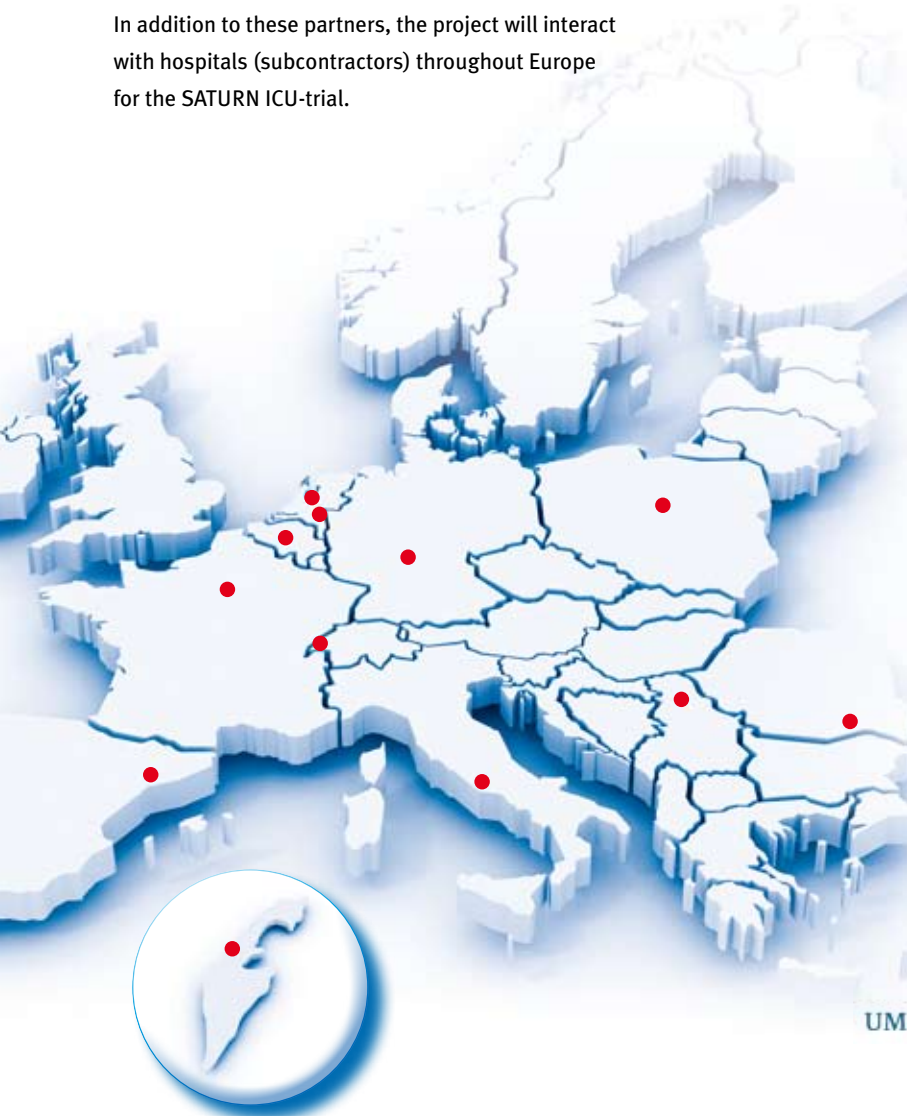 In addition to these partners, the project will interact
with hospitals (subcontractors) throughout Europe
for the SATURN ICU-trial.
UM